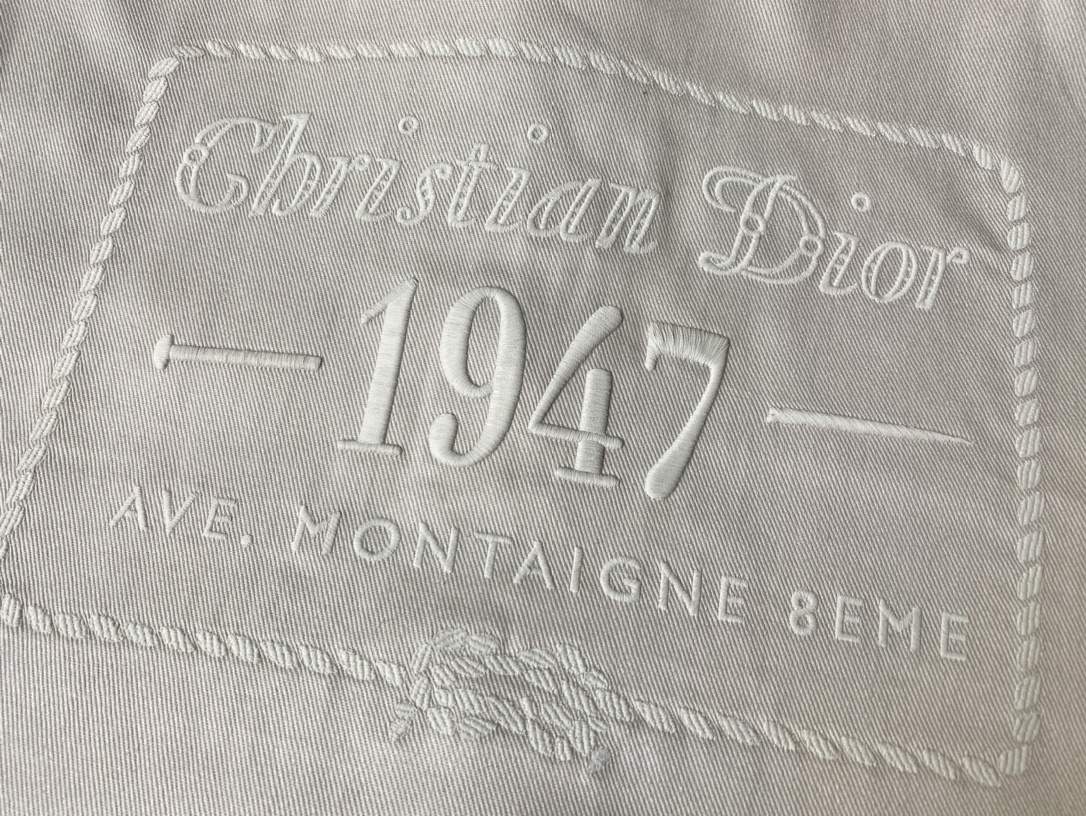 Christian Dior
1947
AVE. MONTAIGNE 8EME